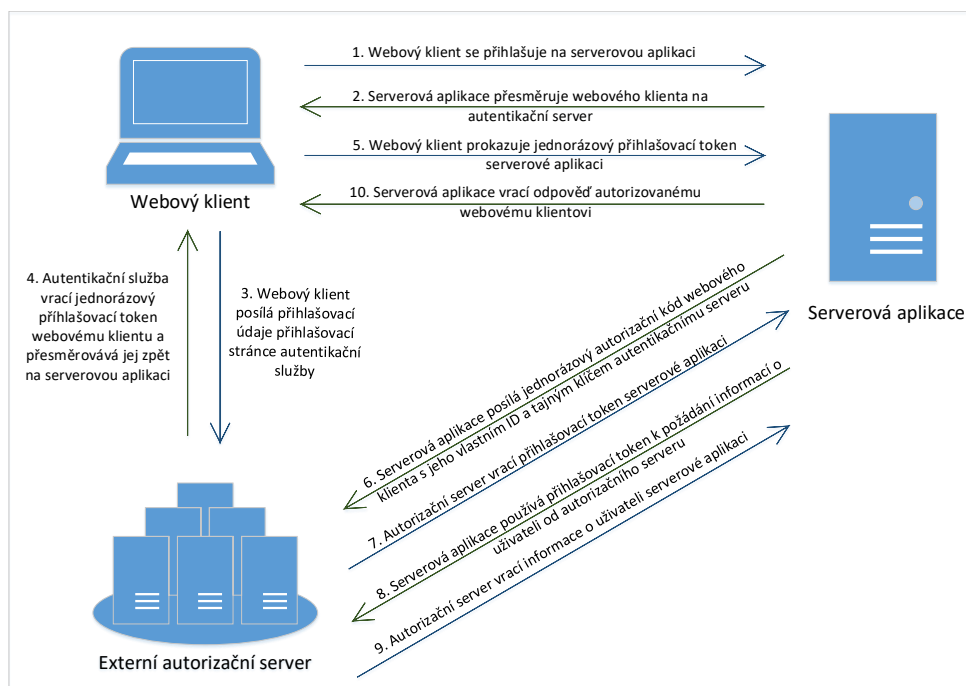 1. Webový klient se přihlašuje na serverovou aplikaci
2. Serverová aplikace přesměruje webového klienta na
autentikační server
5. Webový klient prokazuje jednorázový přihlašovací token
serverové aplikaci
10. Serverová aplikace vrací odpověď autorizovanému
webovému klientovi
Webový klient
4. Autentikační služba
vrací jednorázový
příhlašovací token
webovému klientu a
přesměrovává jej zpět
na serverovou aplikaci
3. Webový klient
posílá přihlašovací
údaje přihlašovací
stránce autentikační
služby
Serverová aplikace
6. Serverová aplikace posílá jednorázový autorizační kód webového
klienta s jeho vlastním ID a tajným klíčem autentikačnímu serveru
7. Autorizační server vrací přihlašovací token serverové aplikaci
8. Serverová aplikace používá přihlašovací token k požádání informací o
uživateli od autorizačního serveru
9. Autorizační server vrací informace o uživateli serverové aplikaci
Externí autorizační server